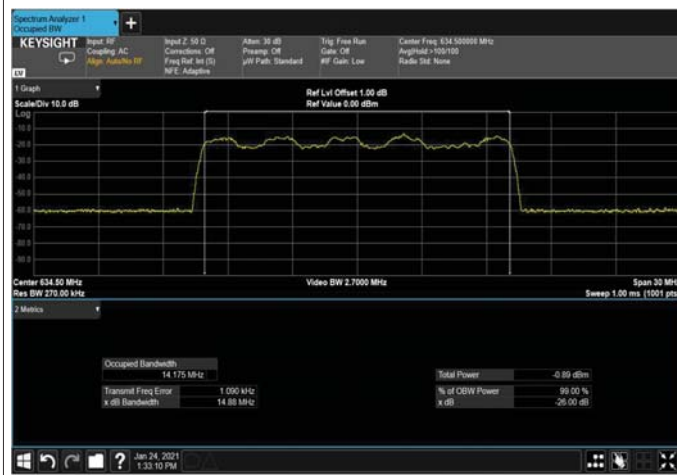 Spectrum Analyzer 1
Occupied BW
KEYSIGHT
Input: RF
Coupling: AC
Align: Auto/No RF
Input Z: 50 Ω
Corrections: Off
Freq Ref: Int (S)
NFE: Adaptive
Atten: 30 dB
Preamp: Off
µW Path: Standard
Trig: Free Run
Gate: Off
#IF Gain: Low
Center Freq: 634.500000 MHz
Avg|Hold:>100/100
Radio Std: None
1 Graph
Scale/Div 10.0 dB
Ref Lvl Offset 1.00 dB
Ref Value 0.00 dBm
Log
-10.0
-20.0
-30.0
-40.0
-50.0
-60.0
-70.0
-80.0
-90.0
Center 634.50 MHz
Res BW 270.00 kHz
Video BW 2.7000 MHz
Span 30 MH
Sweep 1.00 ms (1001 pts
2 Metrics
Occupied Bandwidth
14.175 MHz
Transmit Freq Error 1.090 kHz
x dB Bandwidth 14.88 MHz
Total Power -0.89 dBm
% of OBW Power 99.00 %
x dB -26.00 dB
Jan 24, 2021
1:33:10 PM